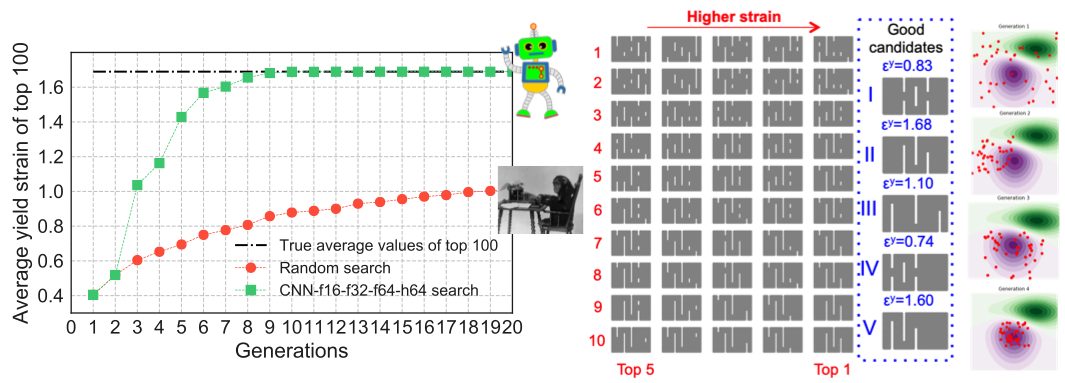 Average yield strain of top 100
1.6
1.4
1.2
1.0
0.8
0.6
0.4
0 1 2 3 4 5 6 7 8 9 10 11 12 13 14 15 16 17 18 19 20
Generations
True average values of top 100
Random search
CNN-f16-f32-f64-h64 search
Higher strain
1
2
3
4
5
6
7
8
9
10
Top 5
Top 1
Good
candidates
εʸ=0.83
I
εʸ=1.68
II
εʸ=1.10
III
εʸ=0.74
IV
εʸ=1.60
V
Generation 1
Generation 2
Generation 3
Generation 4